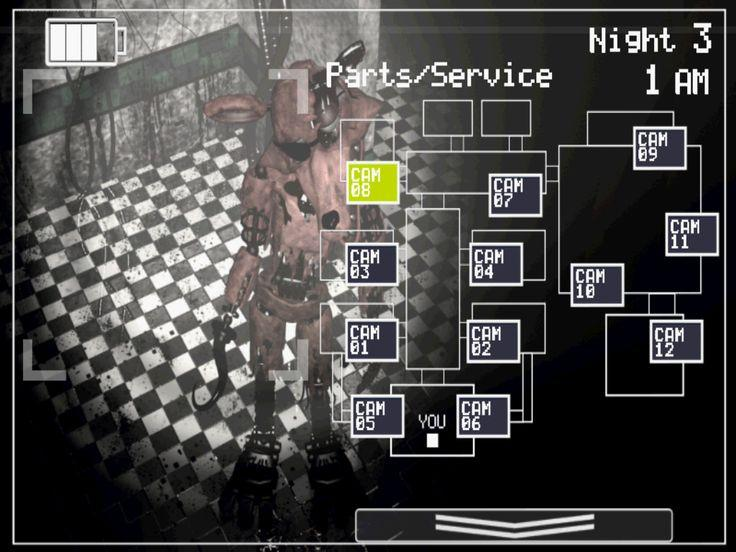 Night 3
Parts/Service
1 AM
CAM
09
CAM
08
CAM
07
CAM
11
CAM
03
CAM
04
CAM
10
CAM
01
CAM
02
CAM
12
CAM
05
YOU
CAM
06